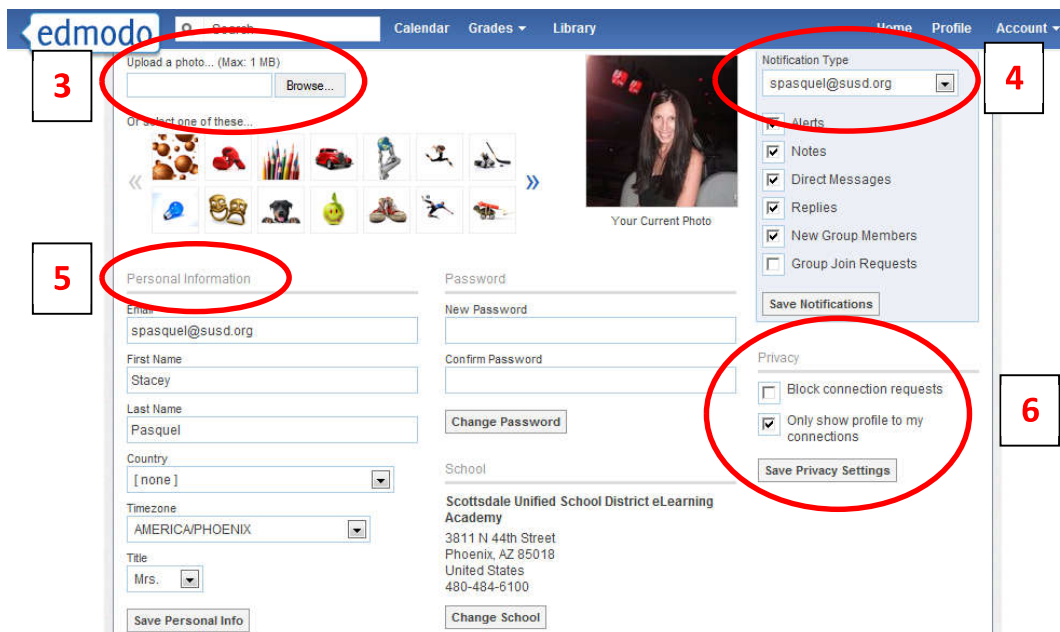 edmodo
Search
Calendar
Grades
Library
Home
Profile
Account
3
Upload a photo... (Max: 1 MB)
Browse...
Or select one of these...
«
»
Your Current Photo
4
Notification Type
spasquel@susd.org
Alerts
Notes
Direct Messages
Replies
New Group Members
Group Join Requests
Save Notifications
5
Personal Information
Email
spasquel@susd.org
First Name
Stacey
Last Name
Pasquel
Country
[ none ]
Timezone
AMERICA/PHOENIX
Title
Mrs.
Save Personal Info
Password
New Password
Confirm Password
Change Password
School
Scottsdale Unified School District eLearning
Academy
3811 N 44th Street
Phoenix, AZ 85018
United States
480-484-6100
Change School
Privacy
Block connection requests
Only show profile to my
connections
Save Privacy Settings
6